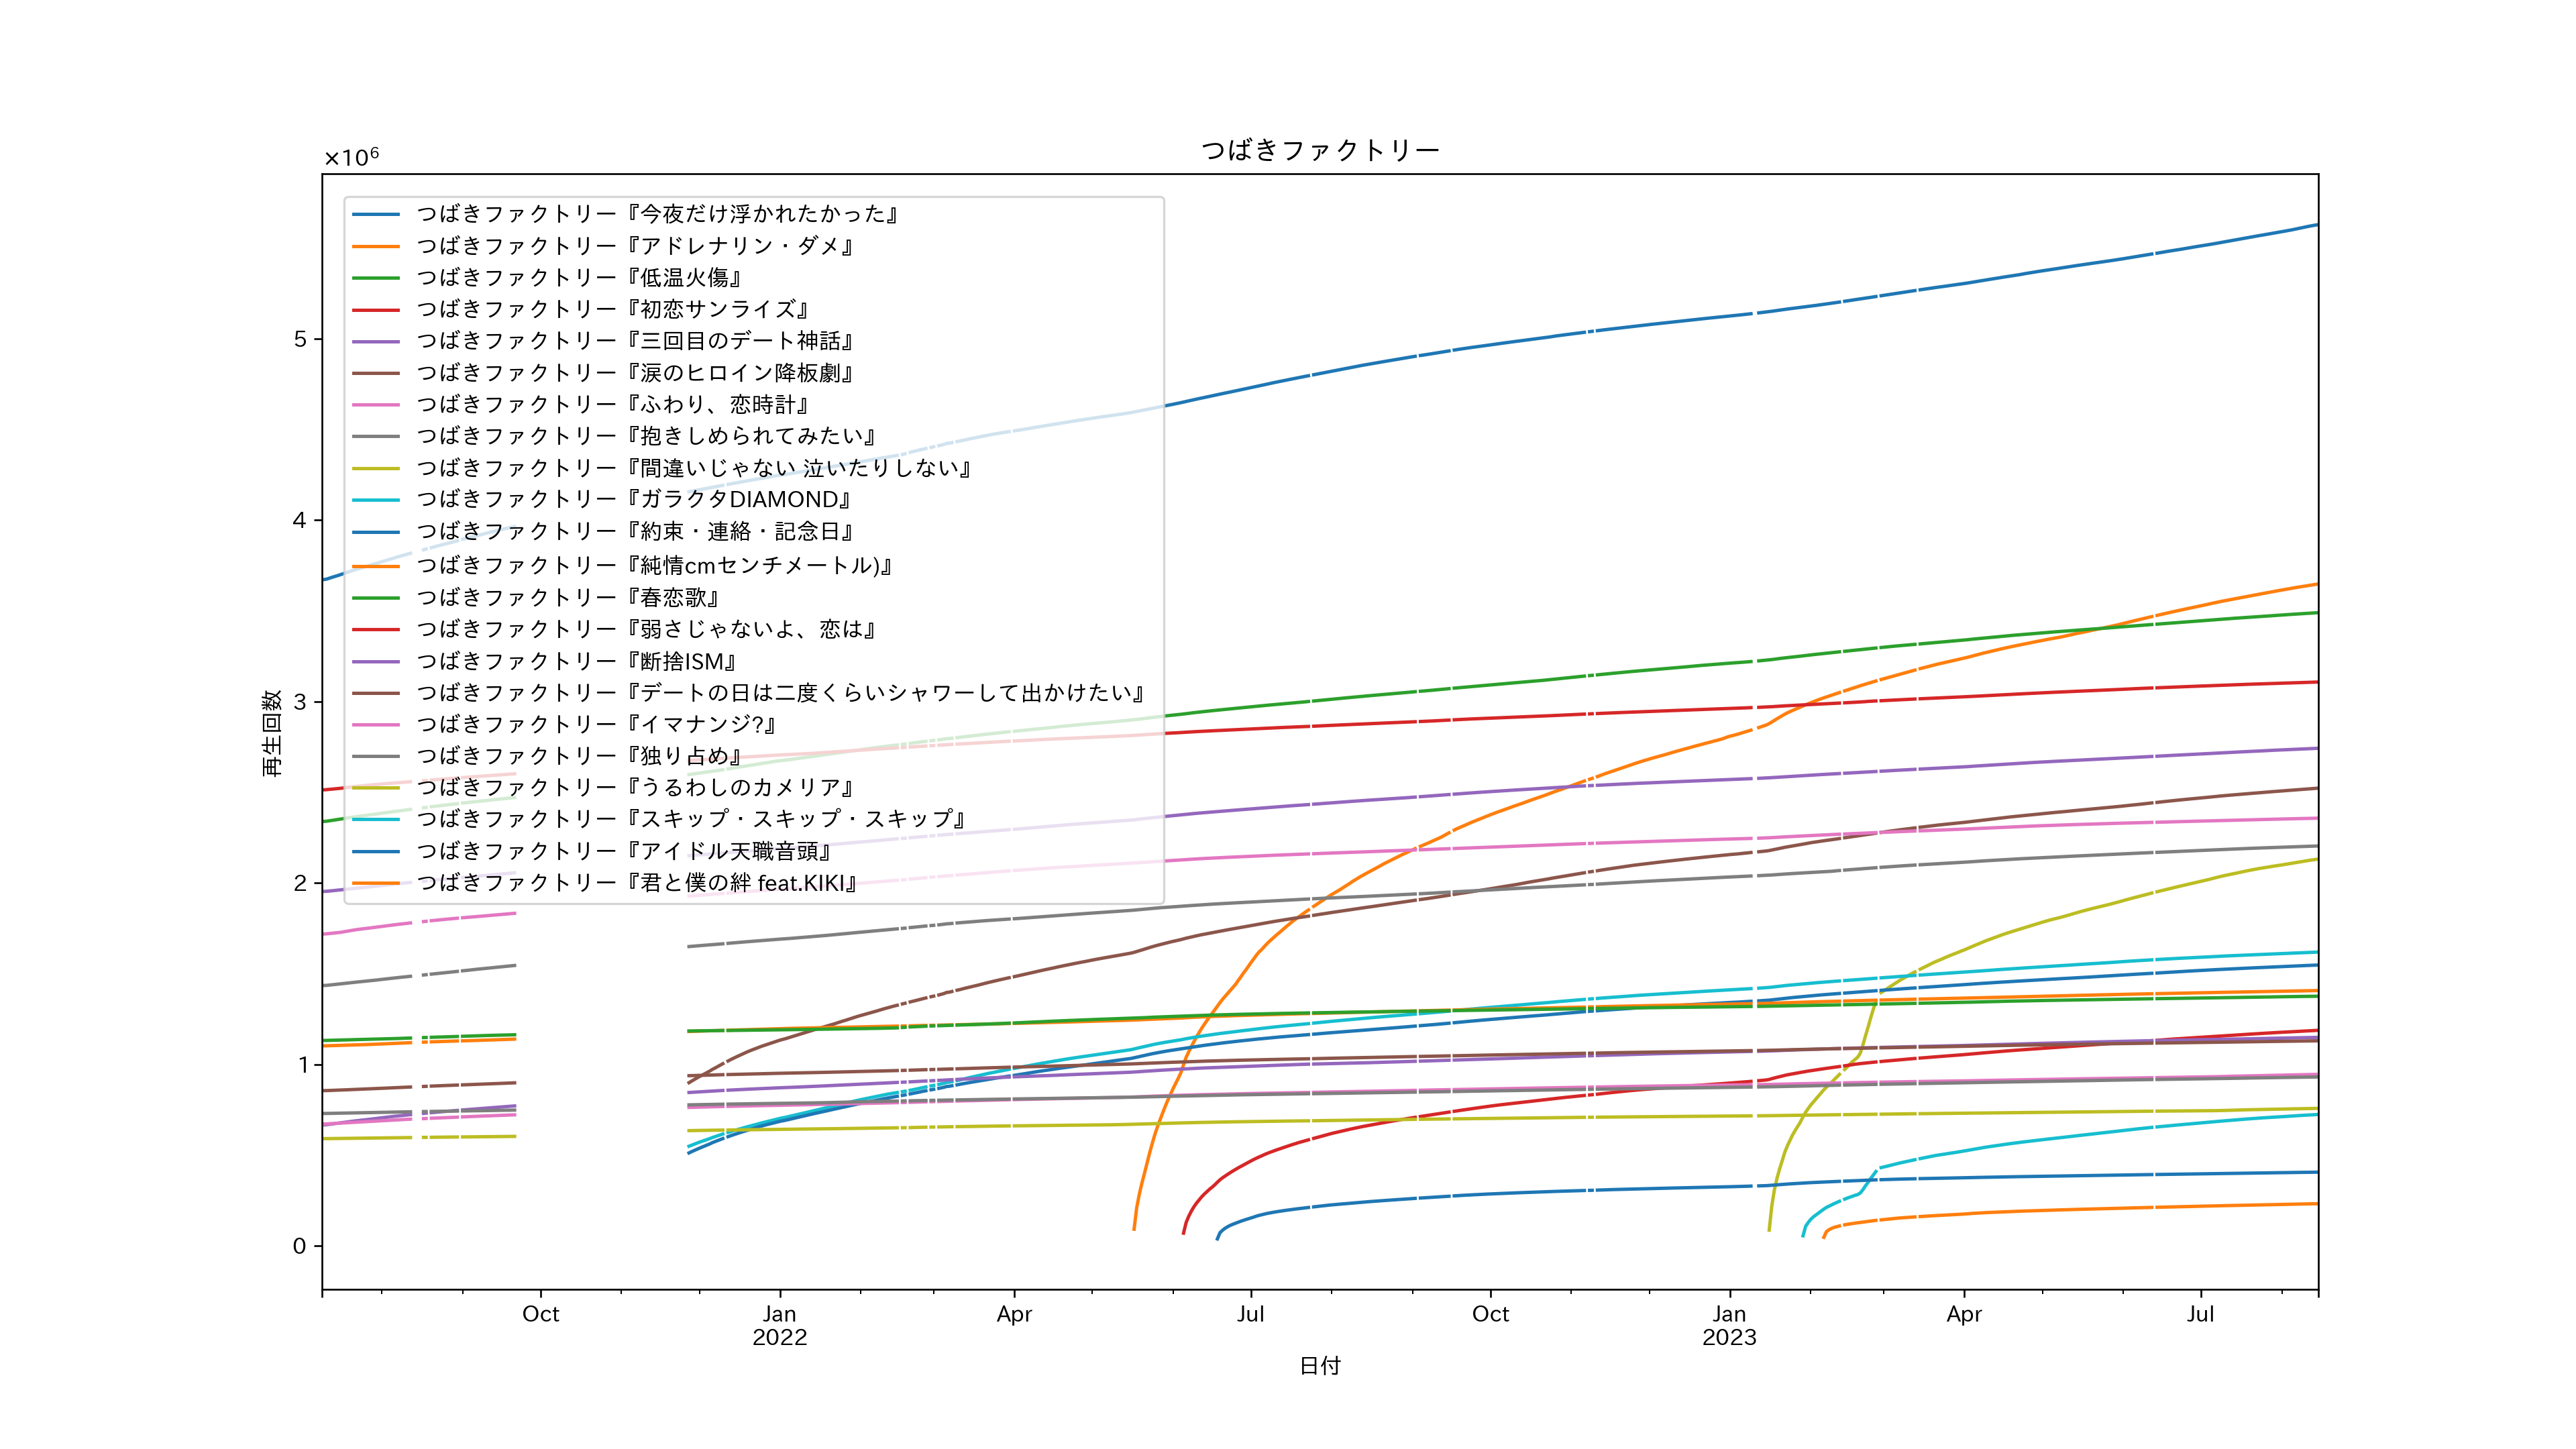 つばきファクトリー
×10⁶
つばきファクトリー『今夜だけ浮かれたかった』
つばきファクトリー『アドレナリン・ダメ』
つばきファクトリー『低温火傷』
つばきファクトリー『初恋サンライズ』
つばきファクトリー『三回目のデート神話』
つばきファクトリー『涙のヒロイン降板劇』
つばきファクトリー『ふわり、恋時計』
つばきファクトリー『抱きしめられてみたい』
つばきファクトリー『間違いじゃない 泣いたりしない』
つばきファクトリー『ガラクタDIAMOND』
つばきファクトリー『約束・連絡・記念日』
つばきファクトリー『純情cmセンチメートル)』
つばきファクトリー『春恋歌』
つばきファクトリー『弱さじゃないよ、恋は』
つばきファクトリー『断捨ISM』
つばきファクトリー『デートの日は二度くらいシャワーして出かけたい』
つばきファクトリー『イマナンジ?』
つばきファクトリー『独り占め』
つばきファクトリー『うるわしのカメリア』
つばきファクトリー『スキップ・スキップ・スキップ』
つばきファクトリー『アイドル天職音頭』
つばきファクトリー『君と僕の絆 feat.KIKI』
再生回数
5
4
3
2
1
0
Oct Jan Apr Jul Oct Jan Apr Jul
2022 2023
日付